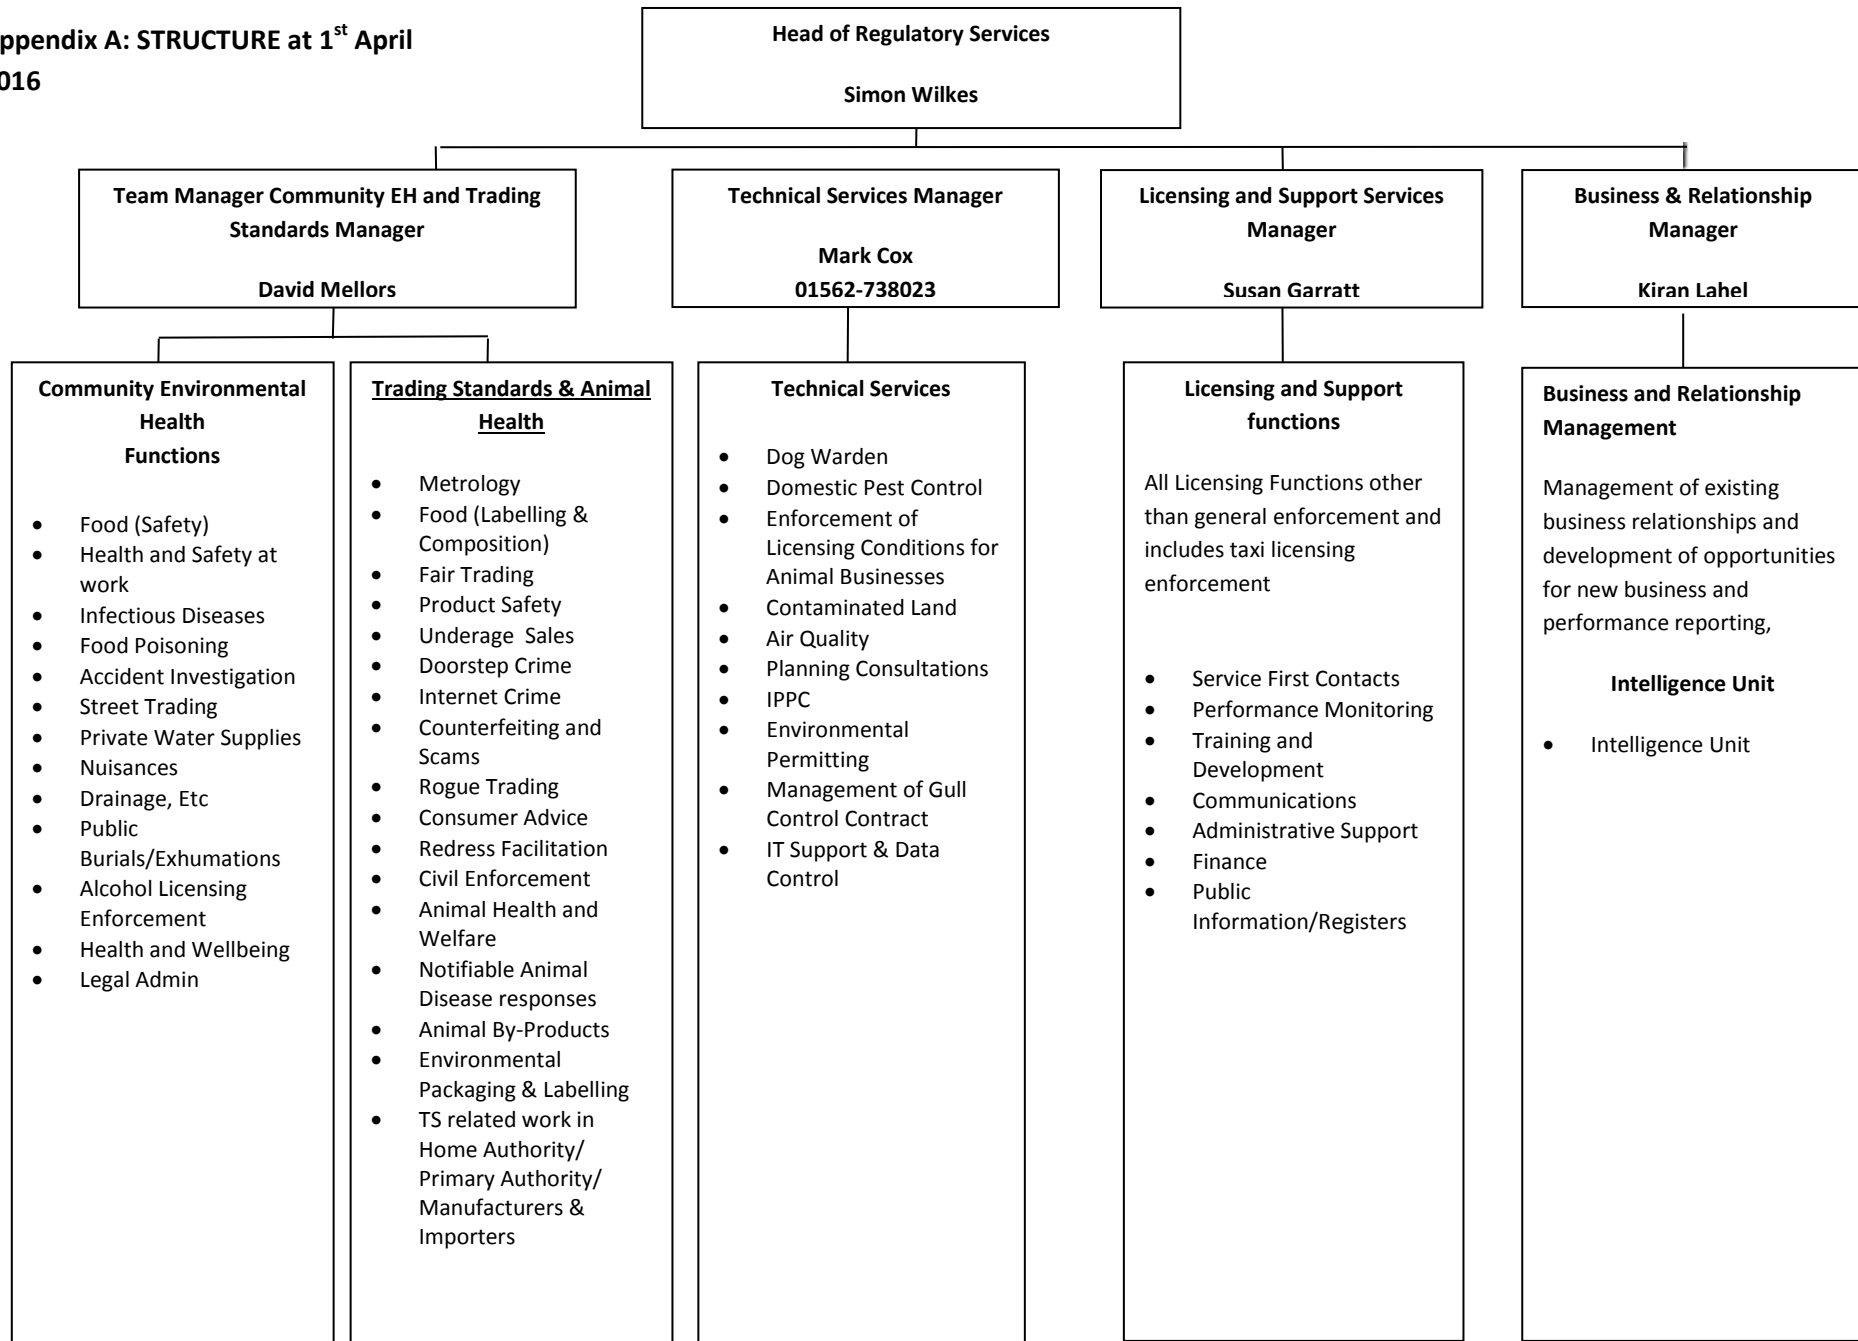 ppendix A: STRUCTURE at 1st April
016
Head of Regulatory Services
Simon Wilkes
Team Manager Community EH and Trading
Standards Manager
David Mellors
Technical Services Manager
Mark Cox
01562-738023
Licensing and Support Services
Manager
Susan Garratt
Business & Relationship
Manager
Kiran Lahel
Community Environmental
Health
Functions
• Food (Safety)
• Health and Safety at
work
• Infectious Diseases
• Food Poisoning
• Accident Investigation
• Street Trading
• Private Water Supplies
• Nuisances
• Drainage, Etc
• Public
Burials/Exhumations
• Alcohol Licensing
Enforcement
• Health and Wellbeing
• Legal Admin
Trading Standards & Animal
Health
• Metrology
• Food (Labelling &
Composition)
• Fair Trading
• Product Safety
• Underage Sales
• Doorstep Crime
• Internet Crime
• Counterfeiting and
Scams
• Rogue Trading
• Consumer Advice
• Redress Facilitation
• Civil Enforcement
• Animal Health and
Welfare
• Notifiable Animal
Disease responses
• Animal By-Products
• Environmental
Packaging & Labelling
• TS related work in
Home Authority/
Primary Authority/
Manufacturers &
Importers
Technical Services
• Dog Warden
• Domestic Pest Control
• Enforcement of
Licensing Conditions for
Animal Businesses
• Contaminated Land
• Air Quality
• Planning Consultations
• IPPC
• Environmental
Permitting
• Management of Gull
Control Contract
• IT Support & Data
Control
Licensing and Support
functions
All Licensing Functions other
than general enforcement and
includes taxi licensing
enforcement
• Service First Contacts
• Performance Monitoring
• Training and
Development
• Communications
• Administrative Support
• Finance
• Public
Information/Registers
Business and Relationship
Management
Management of existing
business relationships and
development of opportunities
for new business and
performance reporting,
Intelligence Unit
• Intelligence Unit